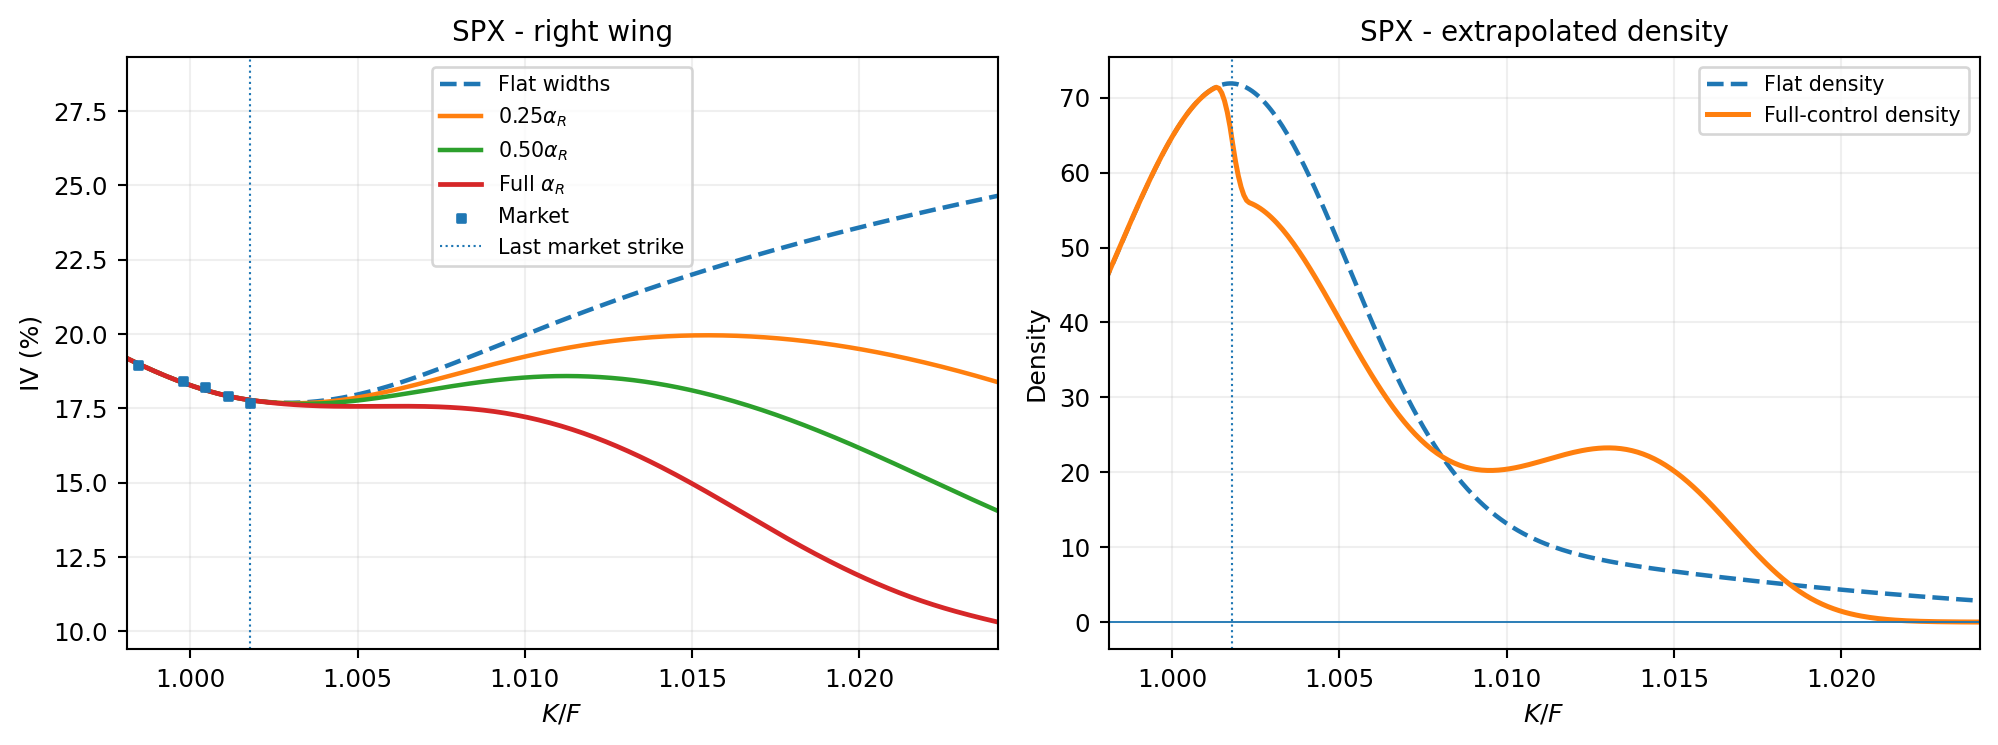 SPX - right wing
IV (%)
27.5
25.0
22.5
20.0
17.5
15.0
12.5
10.0
Flat widths
0.25α_R
0.50α_R
Full α_R
Market
Last market strike
1.000 1.005 1.010 1.015 1.020
K/F
SPX - extrapolated density
Density
70
60
50
40
30
20
10
0
Flat density
Full-control density
1.000 1.005 1.010 1.015 1.020
K/F